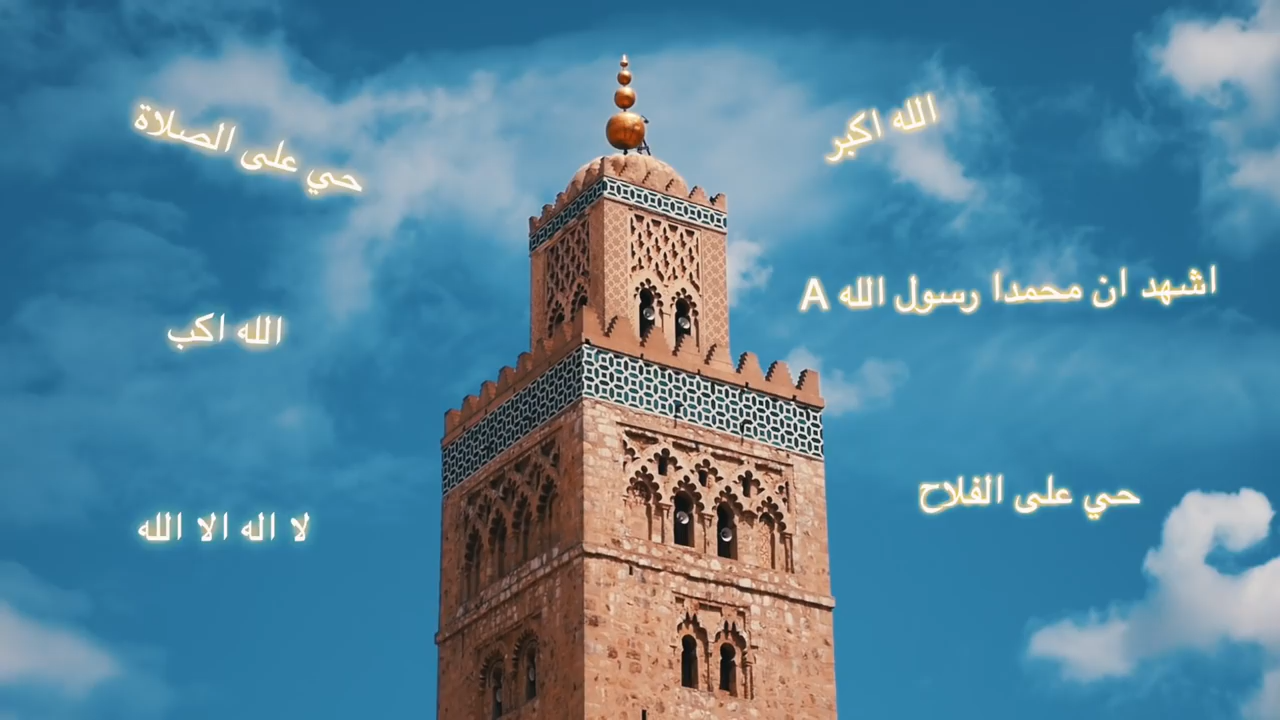 الله اكبر
حي على الصلاة
اشهد ان محمدا رسول الله A
الله اكب
حي على الفلاح
لا اله الا الله